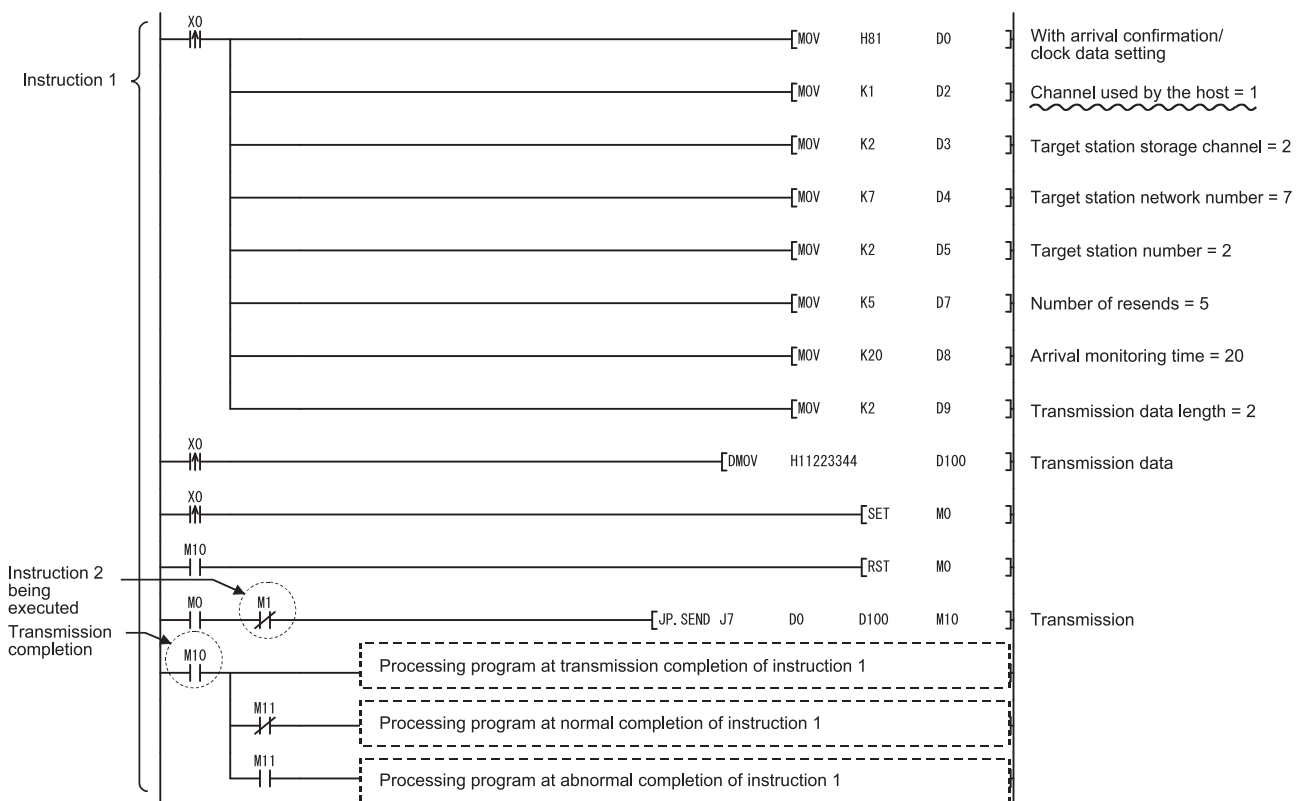 X0
[MOV H81 D0 ] With arrival confirmation/
clock data setting
Instruction 1
[MOV K1 D2 ] Channel used by the host = 1
[MOV K2 D3 ] Target station storage channel = 2
[MOV K7 D4 ] Target station network number = 7
[MOV K2 D5 ] Target station number = 2
[MOV K5 D7 ] Number of resends = 5
[MOV K20 D8 ] Arrival monitoring time = 20
[MOV K2 D9 ] Transmission data length = 2
X0
[DMOV H11223344 D100 ] Transmission data
X0
[SET M0 ]
M10
[RST M0 ]
Instruction 2
being
executed
M0 M1
[JP.SEND J7 D0 D100 M10 ] Transmission
Transmission
completion
M10
Processing program at transmission completion of instruction 1
M11
Processing program at normal completion of instruction 1
M11
Processing program at abnormal completion of instruction 1